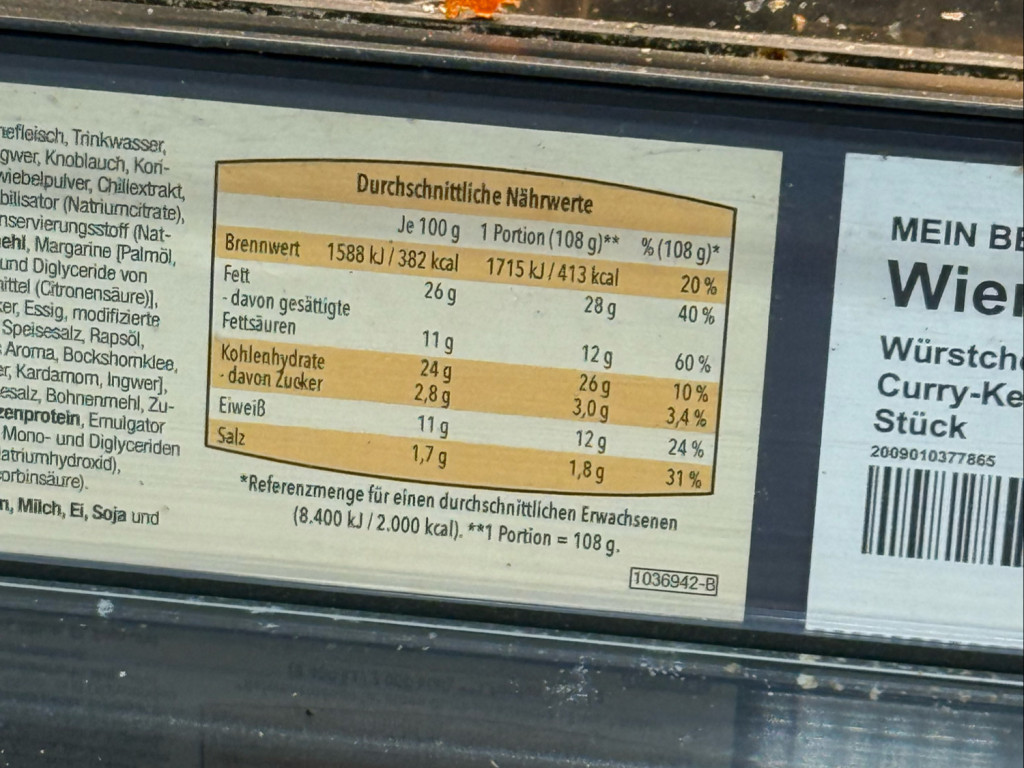 Trinkwasser,
Knoblauch, Kori-
Chiliextrakt,
(Natriumcitrate),
(Nat-
Margarine [Palmöl,
und Diglyceride von
(Citronensäure)],
Essig, modifizierte
Speisesalz, Rapsöl,
Aroma, Bockshornklee,
Kardamom, Ingwer],
Bohnenmehl, Zu-
Emulgator
Mono- und Diglyceriden
Milch, Ei, Soja und
Durchschnittliche Nährwerte
Je 100 g 1 Portion (108 g)** % (108 g)*
Brennwert 1588 kJ / 382 kcal 1715 kJ / 413 kcal 20 %
Fett 26 g 28 g 40 %
- davon gesättigte
Fettsäuren 11 g 12 g 60 %
Kohlenhydrate 24 g 26 g 10 %
- davon Zucker 2,8 g 3,0 g 3,4 %
Eiweiß 11 g 12 g 24 %
Salz 1,7 g 1,8 g 31 %
*Referenzmenge für einen durchschnittlichen Erwachsenen
(8.400 kJ / 2.000 kcal). **1 Portion = 108 g.
1036942-B
MEIN BE
Wie
Würstch
Curry-Ke
Stück
2009010377865